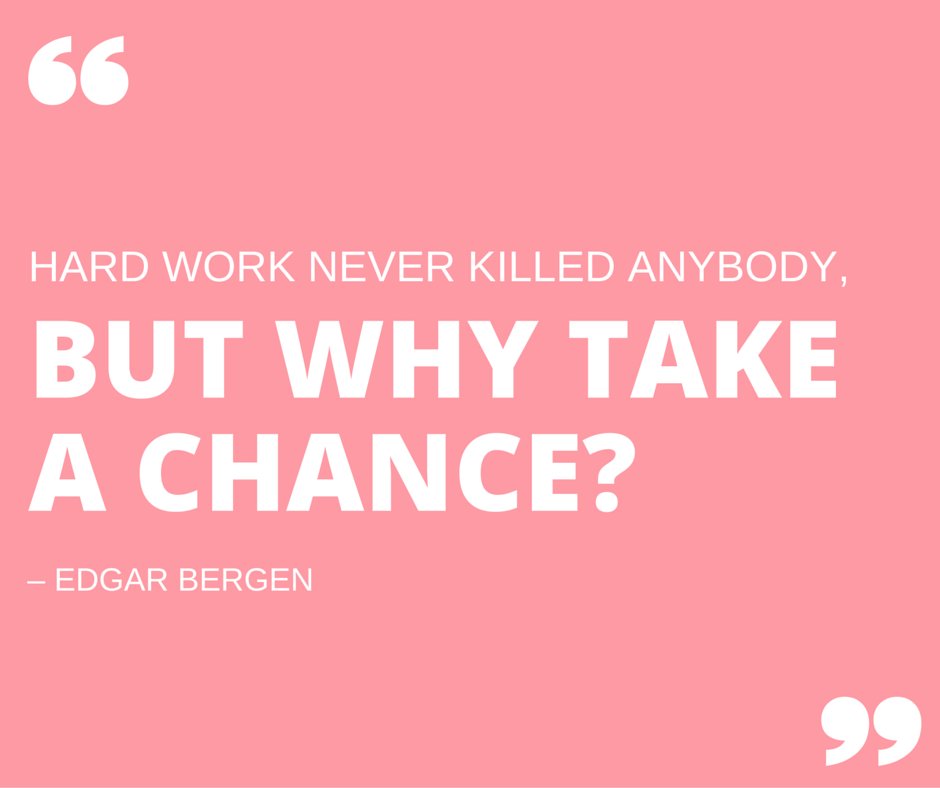 “
HARD WORK NEVER KILLED ANYBODY,
BUT WHY TAKE
A CHANCE?
– EDGAR BERGEN
”